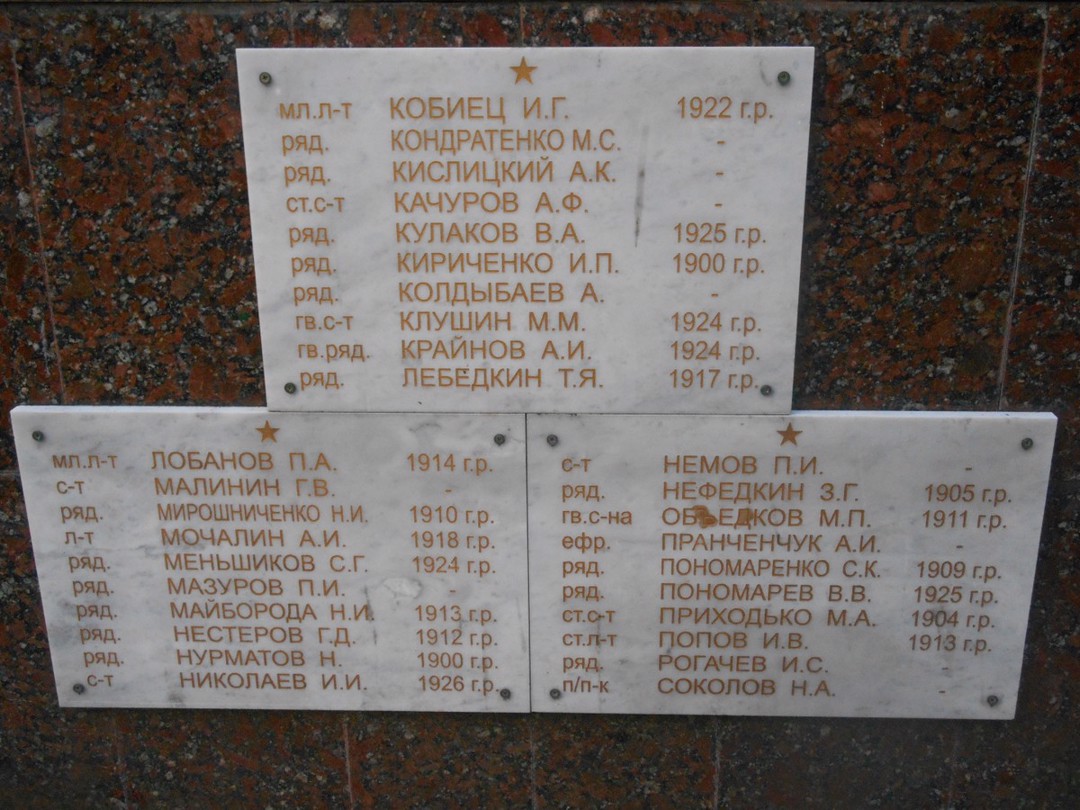 мл.л-т КОБИЕЦ И.Г. 1922 г.р.
ряд. КОНДРАТЕНКО М.С. -
ряд. КИСЛИЦКИЙ А.К. -
ст.с-т КАЧУРОВ А.Ф. -
ряд. КУЛАКОВ В.А. 1925 г.р.
ряд. КИРИЧЕНКО И.П. 1900 г.р.
ряд. КОЛДЫБАЕВ А. -
гв.с-т КЛУШИН М.М. 1924 г.р.
гв.ряд. КРАЙНОВ А.И. 1924 г.р.
ряд. ЛЕБЕДКИН Т.Я. 1917 г.р.
мл.л-т ЛОБАНОВ П.А. 1914 г.р.
с-т МАЛИНИН Г.В. -
ряд. МИРОШНИЧЕНКО Н.И. 1910 г.р.
л-т МОЧАЛИН А.И. 1918 г.р.
ряд. МЕНЬШИКОВ С.Г. 1924 г.р.
ряд. МАЗУРОВ П.И. -
ряд. МАЙБОРОДА Н.И. 1913 г.р.
ряд. НЕСТЕРОВ Г.Д. 1912 г.р.
ряд. НУРМАТОВ Н. 1900 г.р.
с-т НИКОЛАЕВ И.И. 1926 г.р.
с-т НЕМОВ П.И. -
ряд. НЕФЕДКИН З.Г. 1905 г.р.
гв.с-на ОБЪЕДКОВ М.П. 1911 г.р.
ефр. ПРАНЧЕНЧУК А.И. -
ряд. ПОНОМАРЕНКО С.К. 1909 г.р.
ряд. ПОНОМАРЕВ В.В. 1925 г.р.
ст.с-т ПРИХОДЬКО М.А. 1904 г.р.
ст.л-т ПОПОВ И.В. 1913 г.р.
ряд. РОГАЧЕВ И.С. -
п/п-к СОКОЛОВ Н.А. -